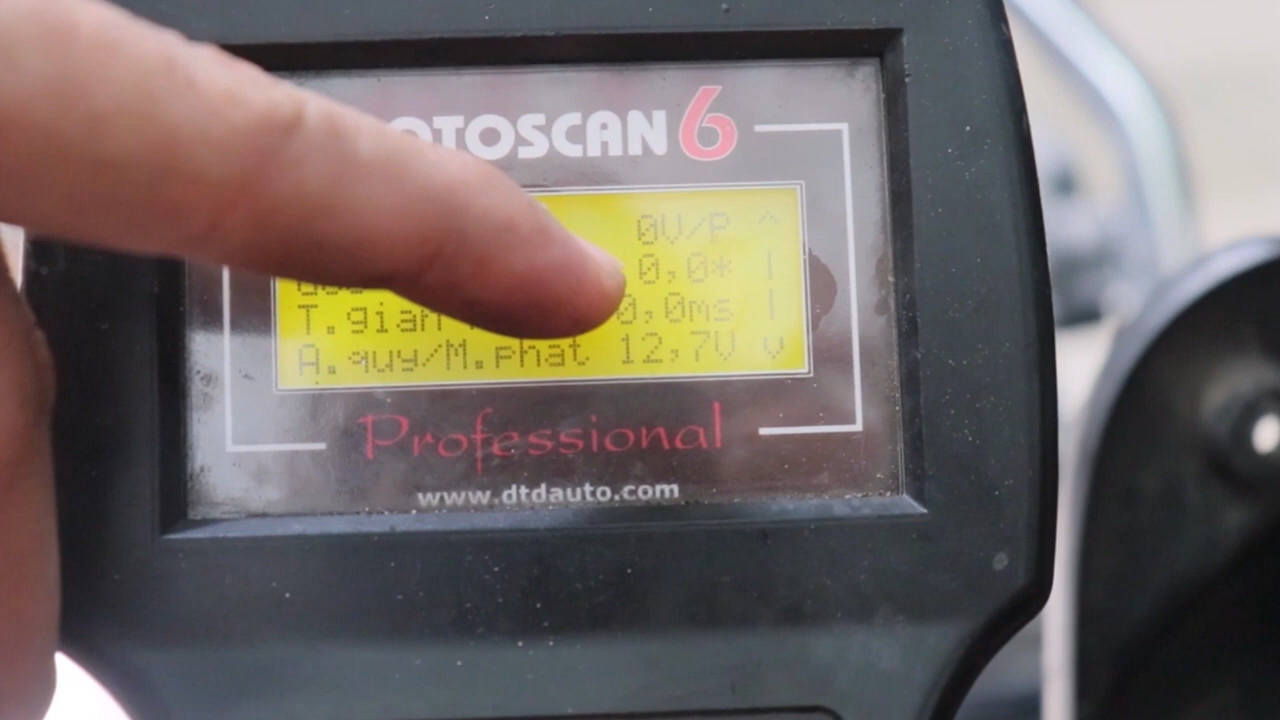 OTOSCAN 6
0V/P ^
0,0* |
T.gian 0,0ms |
A.quy/M.phat 12,7V v
Professional
www.dtdauto.com